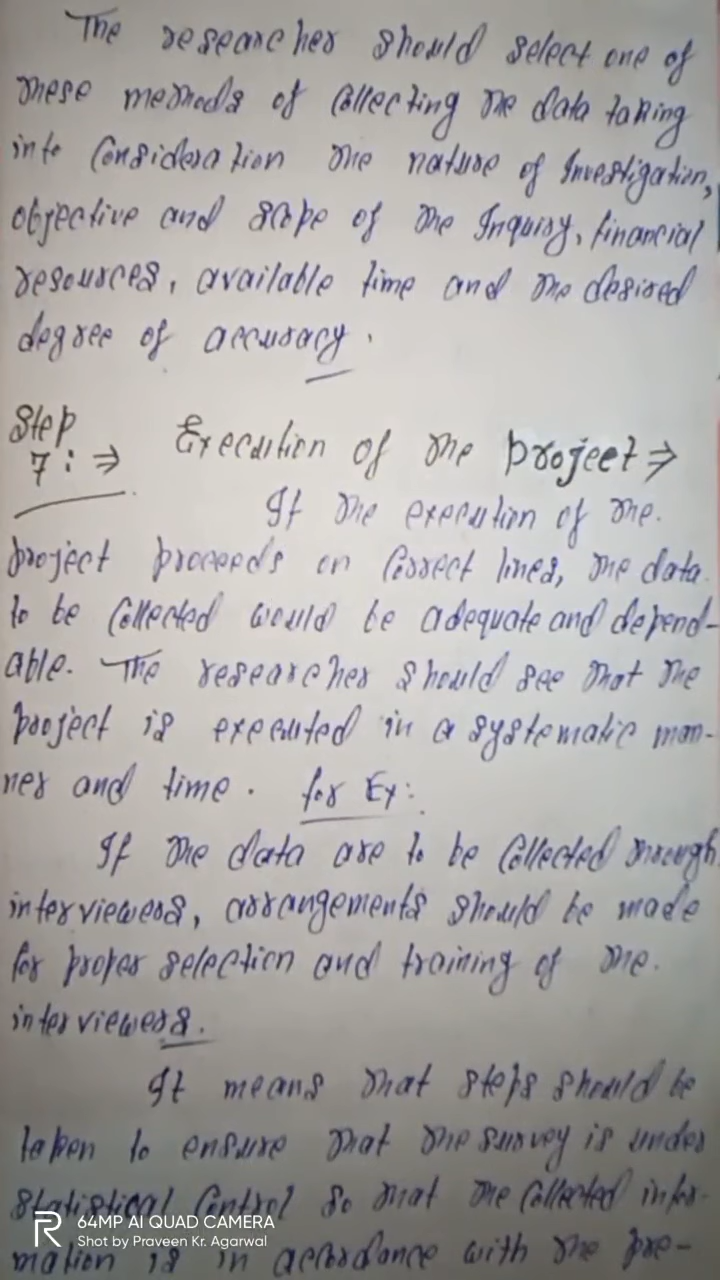 The researcher should select one of
these methods of collecting the data taking
into Consideration the nature of Investigation,
objective and scope of the Inquiry, financial
resources, available time and the desired
degree of accuracy.
Step
7: ⇒ Execution of the project ⇒
If the execution of the.
project proceeds on correct lines, the data
to be collected would be adequate and depend-
able. The researcher should see that the
project is executed in a systematic man-
ner and time. for Ex:
If the data are to be collected through
interviewers, arrangements should be made
for proper selection and training of the.
interviewers.
It means that steps should be
taken to ensure that the survey is under
statistical Control so that the collected infor-
mation is in accordance with the pre-
64MP AI QUAD CAMERA
Shot by Praveen Kr. Agarwal